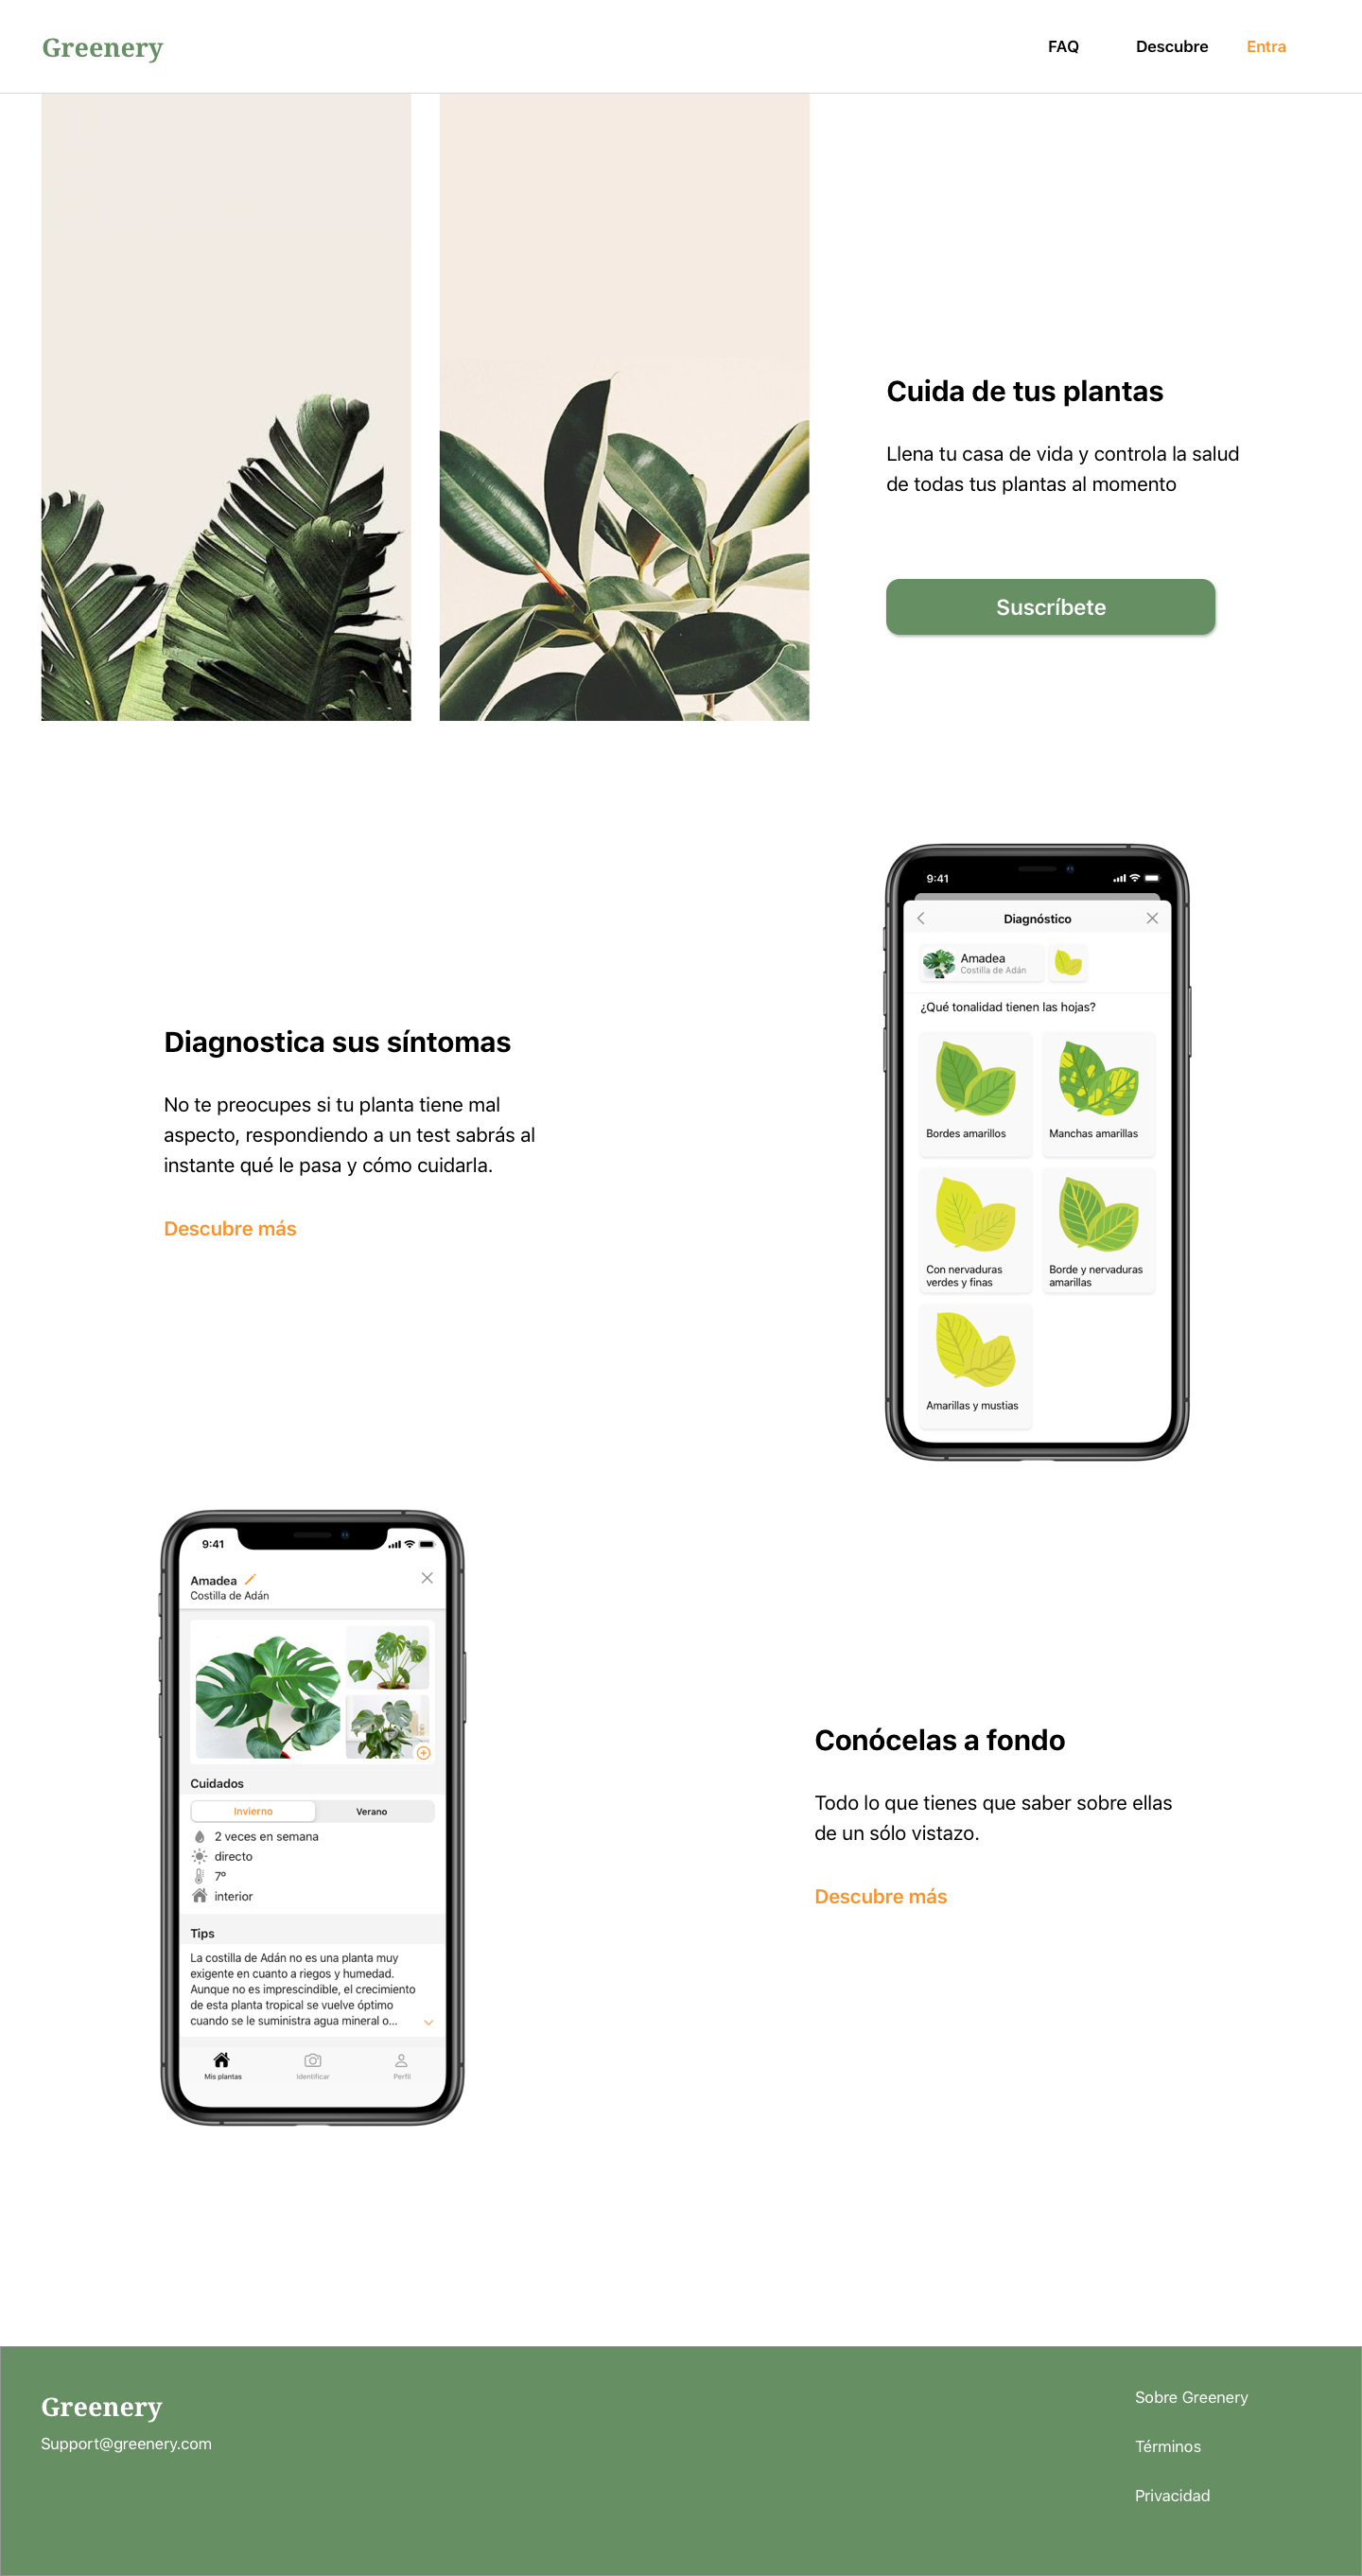 Greenery
FAQ
Descubre
Entra
Cuida de tus plantas
Llena tu casa de vida y controla la salud
de todas tus plantas al momento
Suscríbete
9:41
Diagnóstico
Amadea
Costilla de Adán
¿Qué tonalidad tienen las hojas?
Bordes amarillos
Manchas amarillas
Con nervaduras
verdes y finas
Borde y nervaduras
amarillas
Amarillas y mustias
Diagnostica sus síntomas
No te preocupes si tu planta tiene mal
aspecto, respondiendo a un test sabrás al
instante qué le pasa y cómo cuidarla.
Descubre más
9:41
Amadea
Costilla de Adán
Cuidados
Invierno
Verano
2 veces en semana
directo
7º
interior
Tips
La costilla de Adán no es una planta muy
exigente en cuanto a riegos y humedad.
Aunque no es imprescindible, el crecimiento
de esta planta tropical se vuelve óptimo
cuando se le suministra agua mineral o...
Mis plantas
Identificar
Perfil
Conócelas a fondo
Todo lo que tienes que saber sobre ellas
de un sólo vistazo.
Descubre más
Greenery
Support@greenery.com
Sobre Greenery
Términos
Privacidad